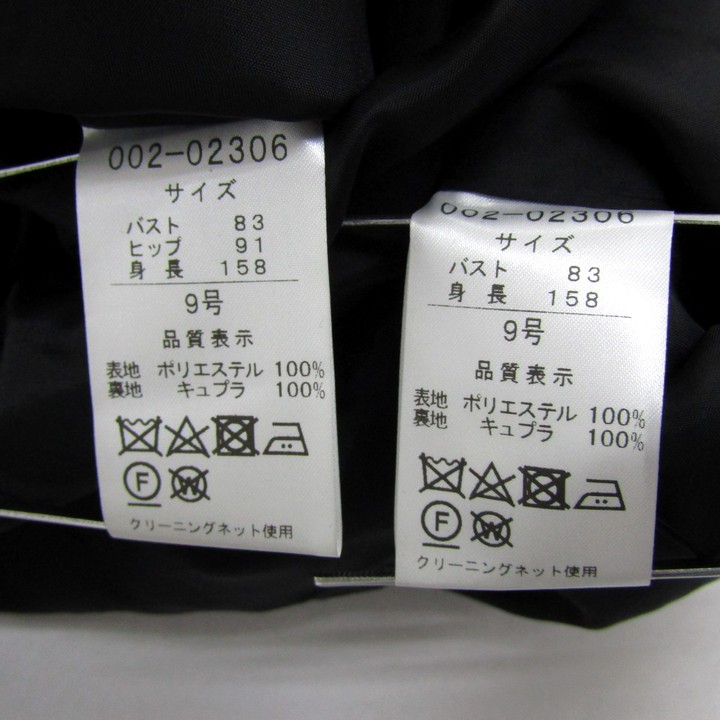 002-02306
サイズ
バスト 83
ヒップ 91
身長 158
9号
品質表示
表地 ポリエステル 100%
裏地 キュプラ 100%
F W
クリーニングネット使用
002-02306
サイズ
バスト 83
身長 158
9号
品質表示
表地 ポリエステル 100%
裏地 キュプラ 100%
F W
クリーニングネット使用